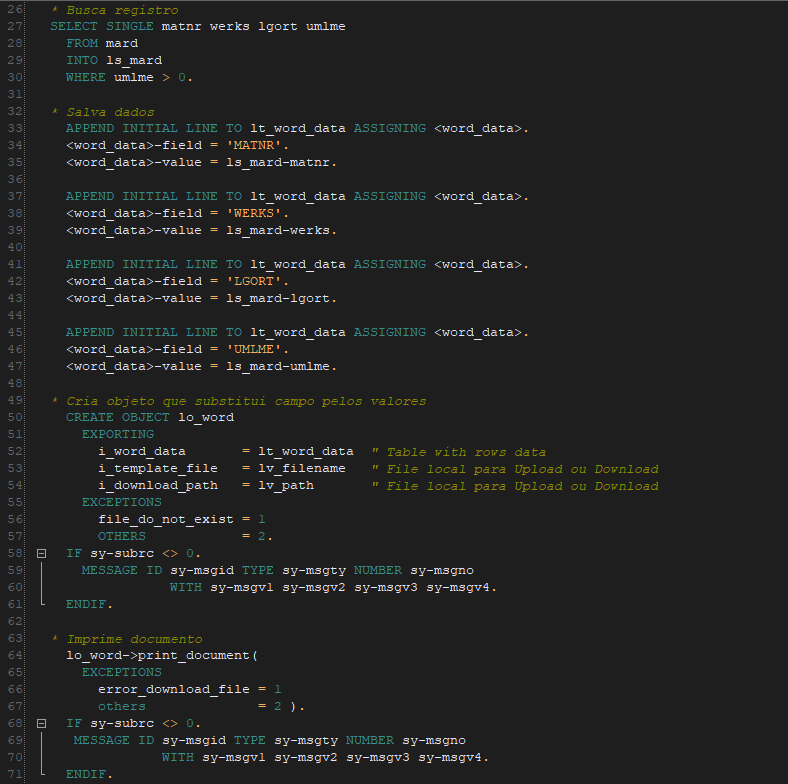 26 * Busca registro
27 SELECT SINGLE matnr werks lgort umlme
28 FROM mard
29 INTO ls_mard
30 WHERE umlme > 0.
31
32 * Salva dados
33 APPEND INITIAL LINE TO lt_word_data ASSIGNING <word_data>.
34 <word_data>-field = 'MATNR'.
35 <word_data>-value = ls_mard-matnr.
36
37 APPEND INITIAL LINE TO lt_word_data ASSIGNING <word_data>.
38 <word_data>-field = 'WERKS'.
39 <word_data>-value = ls_mard-werks.
40
41 APPEND INITIAL LINE TO lt_word_data ASSIGNING <word_data>.
42 <word_data>-field = 'LGORT'.
43 <word_data>-value = ls_mard-lgort.
44
45 APPEND INITIAL LINE TO lt_word_data ASSIGNING <word_data>.
46 <word_data>-field = 'UMLME'.
47 <word_data>-value = ls_mard-umlme.
48
49 * Cria objeto que substitui campo pelos valores
50 CREATE OBJECT lo_word
51 EXPORTING
52 i_word_data = lt_word_data " Table with rows data
53 i_template_file = lv_filename " File local para Upload ou Download
54 i_download_path = lv_path " File local para Upload ou Download
55 EXCEPTIONS
56 file_do_not_exist = 1
57 OTHERS = 2.
58 IF sy-subrc <> 0.
59 MESSAGE ID sy-msgid TYPE sy-msgty NUMBER sy-msgno
60 WITH sy-msgv1 sy-msgv2 sy-msgv3 sy-msgv4.
61 ENDIF.
62
63 * Imprime documento
64 lo_word->print_document(
65 EXCEPTIONS
66 error_download_file = 1
67 others = 2 ).
68 IF sy-subrc <> 0.
69 MESSAGE ID sy-msgid TYPE sy-msgty NUMBER sy-msgno
70 WITH sy-msgv1 sy-msgv2 sy-msgv3 sy-msgv4.
71 ENDIF.